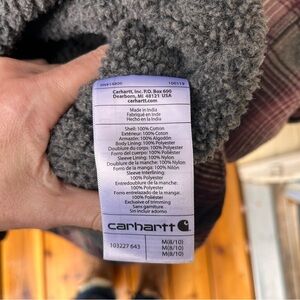 Carhartt, Inc. P.O. Box 600
Dearborn, MI 48121 USA
carhartt.com
Made in India
Fabriqué en Inde
Hecho en la India
Shell: 100% Cotton
Extérieur: 100% Coton
Armazón: 100% Algodón
Body Lining: 100% Polyester
Doublure du corps: 100% Polyester
Forro del cuerpo: 100% Polyester
Sleeve Lining: 100% Nylon
Doublure de la manche: 100% Nylon
Forro de la manga: 100% Nilón
Sleeve Interlining:
100% Polyester
Entredoublure de la manche:
100% Polyester
Forro entrelazado de la manga:
100% Polyester
Exclusive of trimming
Sans garniture
Sin incluir adorno
carhartt
103227 643
M(8/10)
M(8/10)
M(8/10)